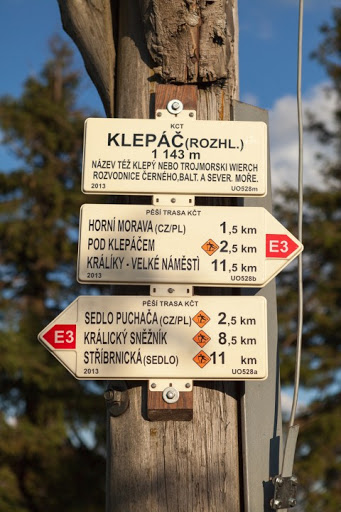 KČT
KLEPÁČ(ROZHL.)
1 143 m
NÁZEV TÉŽ KLEPÝ NEBO TROJMORSKI WIERCH
ROZVODNICE ČERNÉHO,BALT. A SEVER. MOŘE.
2013 UO528m
PĚŠÍ TRASA KČT
HORNÍ MORAVA (CZ/PL) 1,5 km
POD KLEPÁČEM 2,5 km
KRÁLÍKY - VELKÉ NÁMĚSTÍ 11,5 km
E3
2013 UO528b
PĚŠÍ TRASA KČT
SEDLO PUCHAČA (CZ/PL) 2,5 km
KRÁLICKÝ SNĚŽNÍK 8,5 km
STŘÍBRNICKÁ (SEDLO) 11 km
E3
2013 UO528a